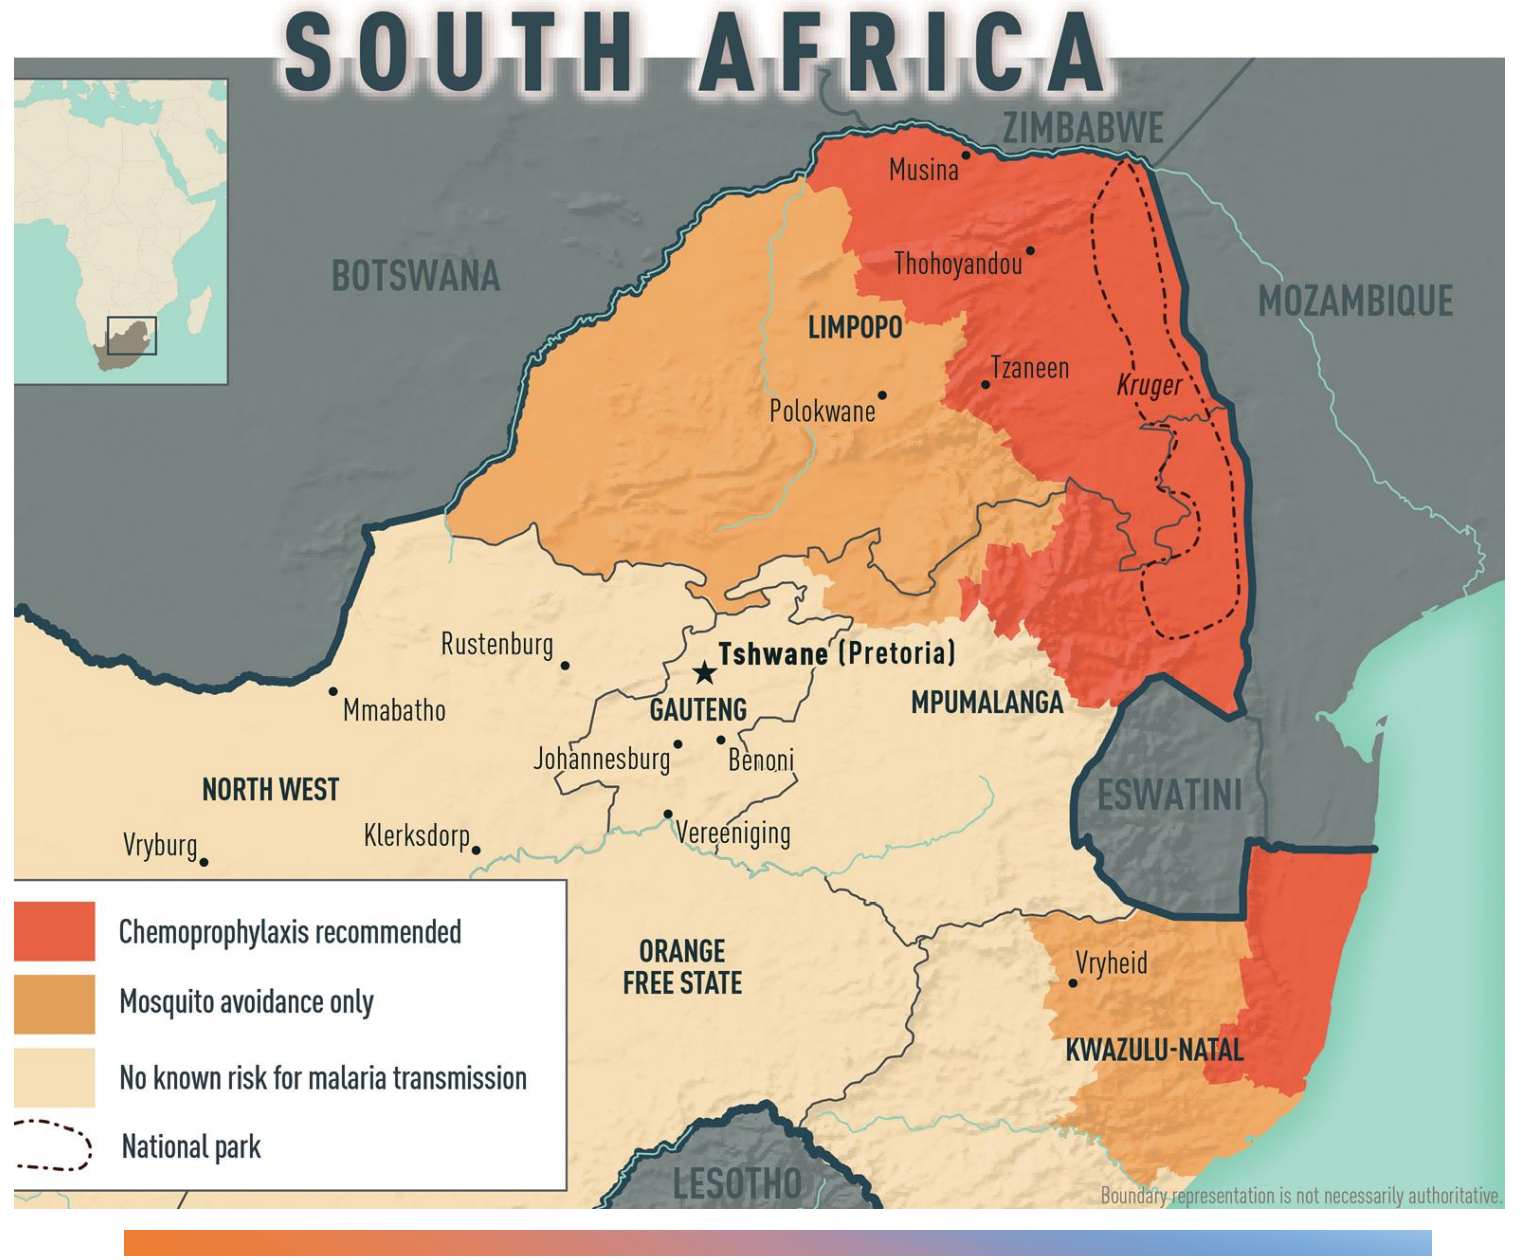 SOUTH AFRICA
ZIMBABWE
Musina
BOTSWANA
Thohoyandou
MOZAMBIQUE
LIMPOPO
Tzaneen
Kruger
Polokwane
Rustenburg
Tshwane (Pretoria)
Mmabatho
GAUTENG
MPUMALANGA
Johannesburg
Benoni
NORTH WEST
ESWATINI
Vryburg
Klerksdorp
Vereeniging
Chemoprophylaxis recommended
ORANGE
FREE STATE
Vryheid
Mosquito avoidance only
KWAZULU-NATAL
No known risk for malaria transmission
National park
LESOTHO
Boundary representation is not necessarily authoritative.